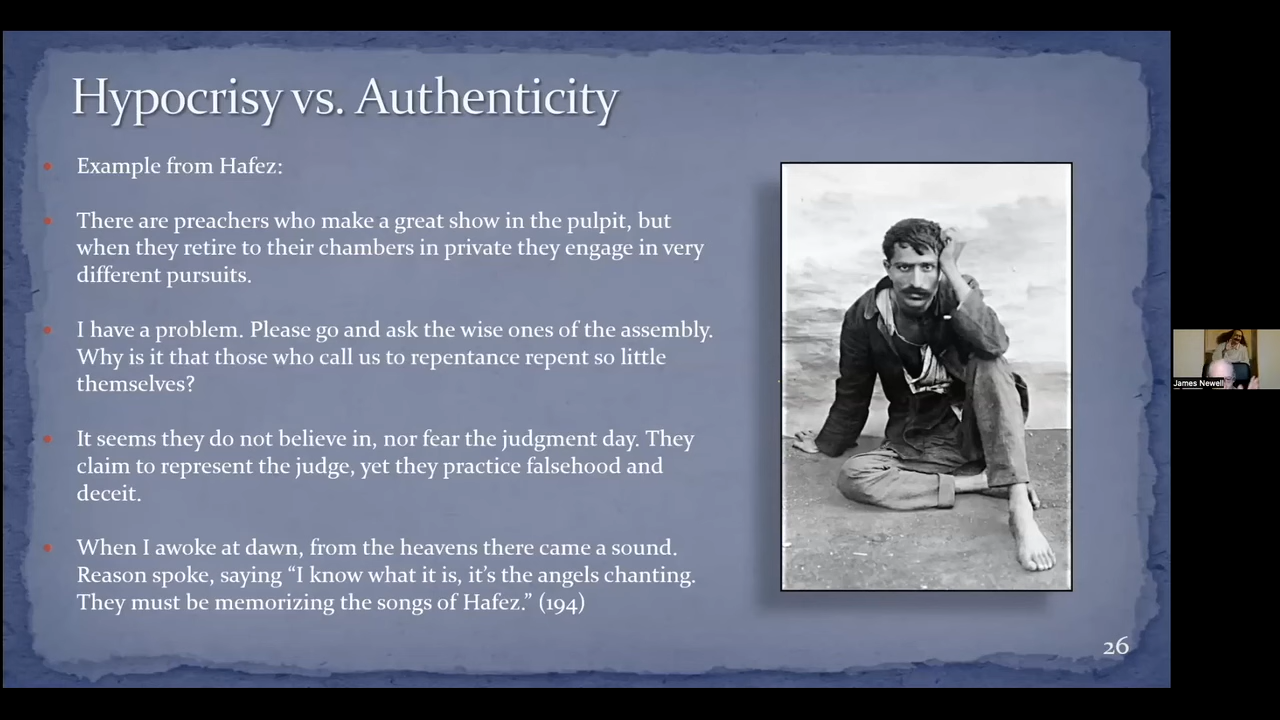 Hypocrisy vs. Authenticity
Example from Hafez:
There are preachers who make a great show in the pulpit, but
when they retire to their chambers in private they engage in very
different pursuits.
I have a problem. Please go and ask the wise ones of the assembly.
Why is it that those who call us to repentance repent so little
themselves?
It seems they do not believe in, nor fear the judgment day. They
claim to represent the judge, yet they practice falsehood and
deceit.
When I awoke at dawn, from the heavens there came a sound.
Reason spoke, saying “I know what it is, it’s the angels chanting.
They must be memorizing the songs of Hafez.” (194)
26
James Newell